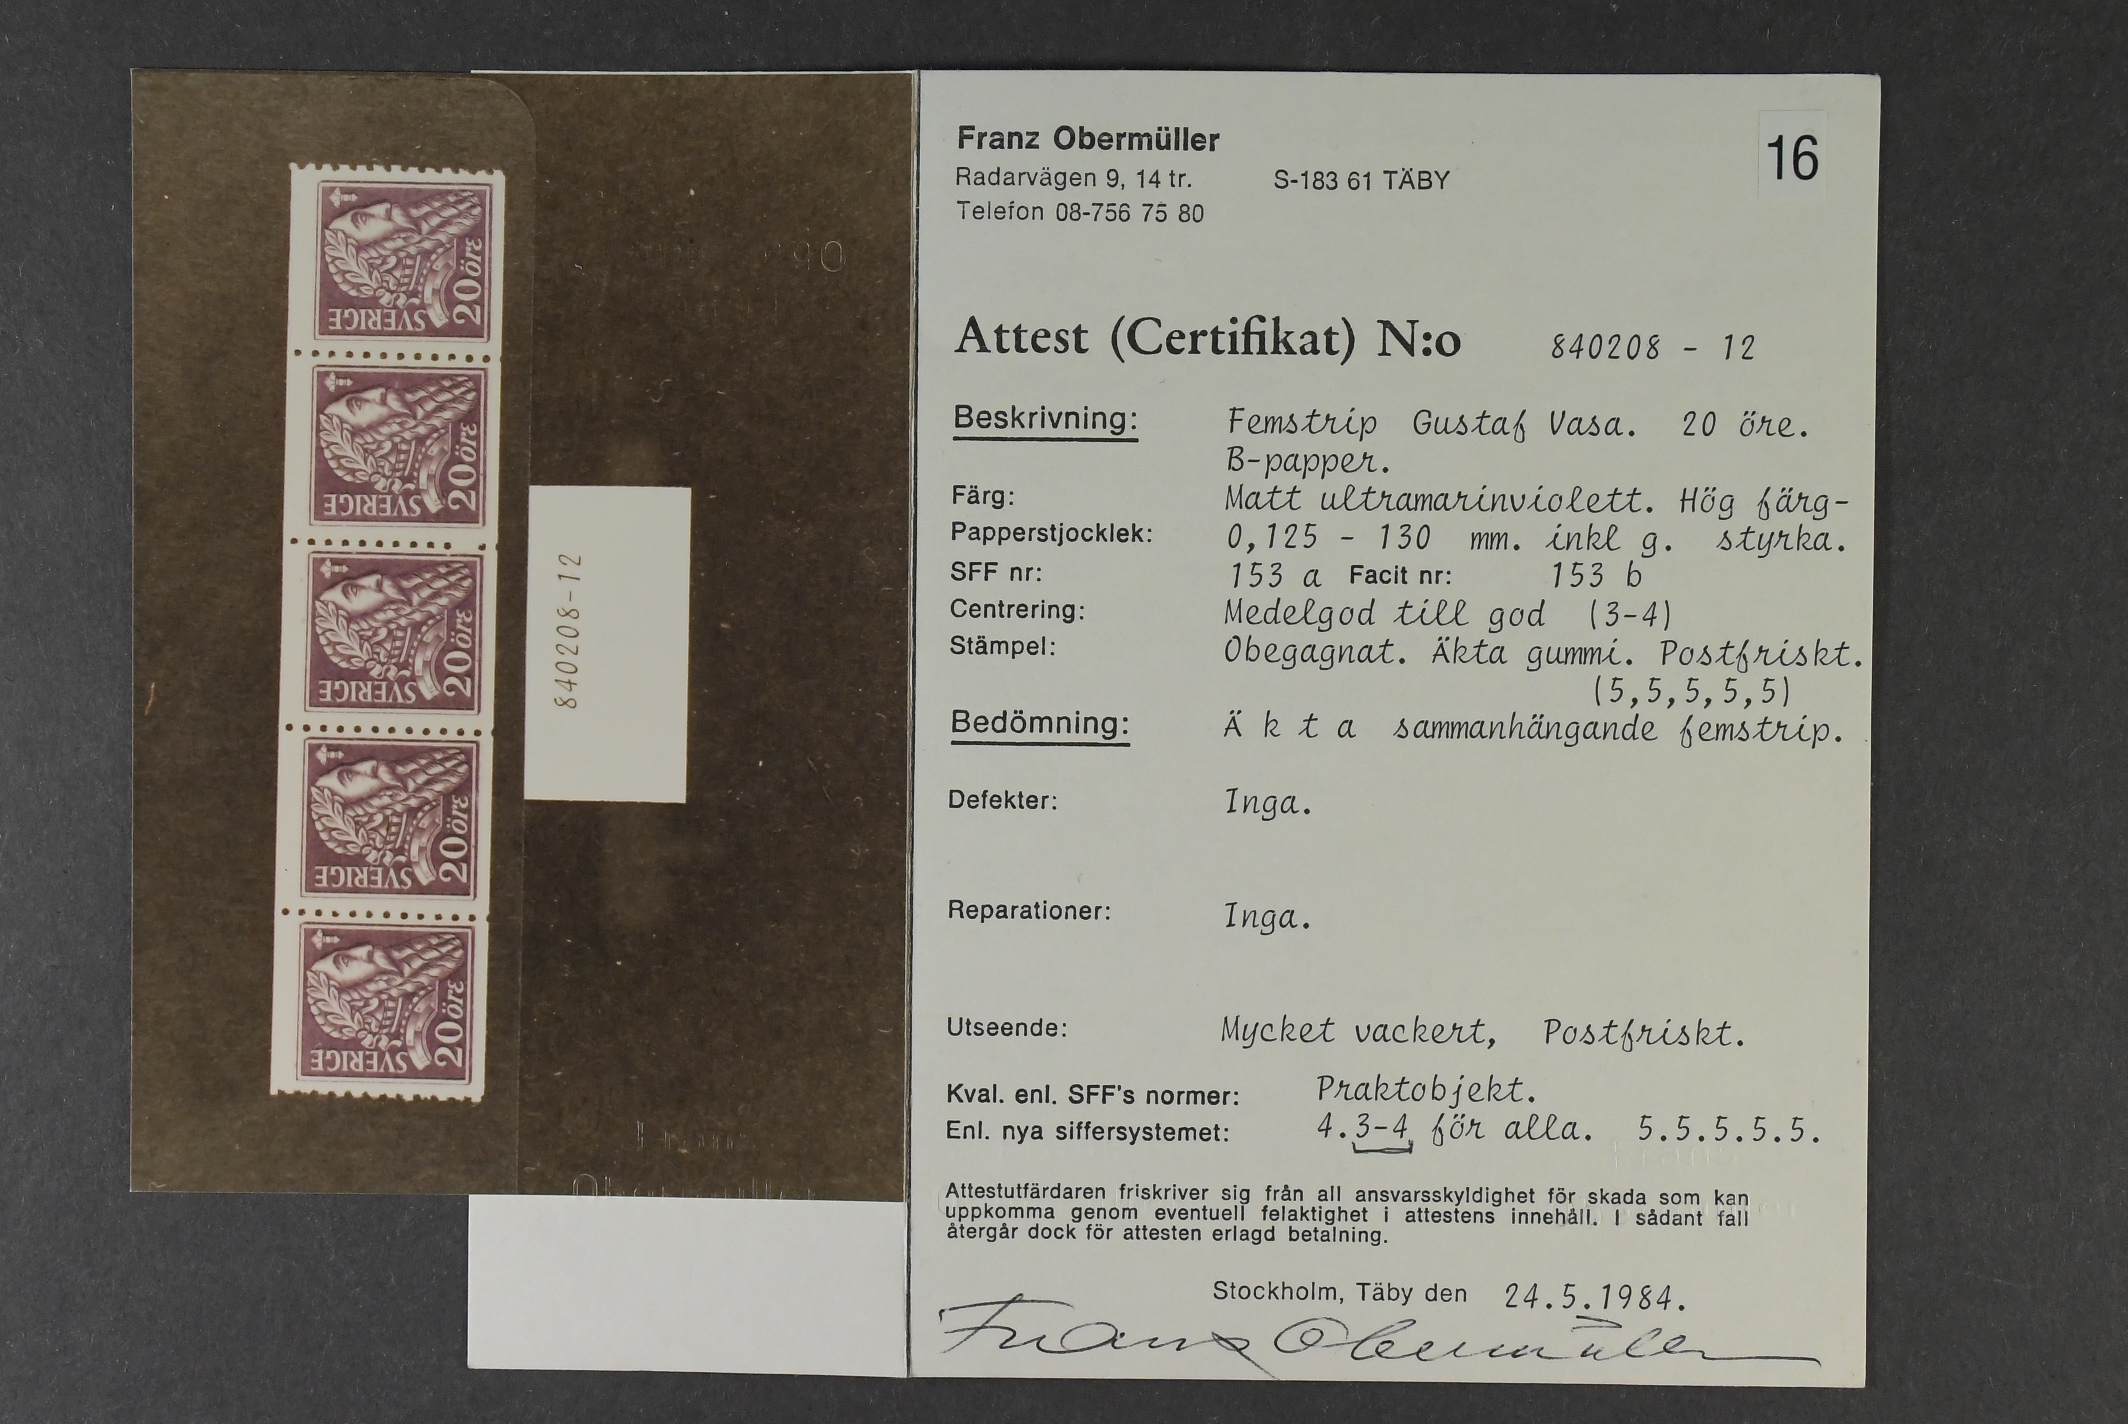 SVERIGE 20 öre
SVERIGE 20 öre
SVERIGE 20 öre
SVERIGE 20 öre
SVERIGE 20 öre
840208-12
Franz Obermüller
Radarvägen 9, 14 tr. S-183 61 TÄBY
Telefon 08-756 75 80
16
Attest (Certifikat) N:o 840208 - 12
Beskrivning: Femstrip Gustaf Vasa. 20 öre.
B-papper.
Färg: Matt ultramarinviolett. Hög färg-
Papperstjocklek: 0,125 - 130 mm. inkl g. styrka.
SFF nr: 153 a Facit nr: 153 b
Centrering: Medelgod till god (3-4)
Stämpel: Obegagnat. Äkta gummi. Postfriskt.
(5,5,5,5,5)
Bedömning: Ä k t a sammanhängande femstrip.
Defekter: Inga.
Reparationer: Inga.
Utseende: Mycket vackert, Postfriskt.
Kval. enl. SFF's normer: Praktobjekt.
Enl. nya siffersystemet: 4.3-4 för alla. 5.5.5.5.5.
Attestutfärdaren friskriver sig från all ansvarsskyldighet för skada som kan
uppkomma genom eventuell felaktighet i attestens innehåll. I sådant fall
återgår dock för attesten erlagd betalning.
Stockholm, Täby den 24.5.1984.
Franz Obermüller